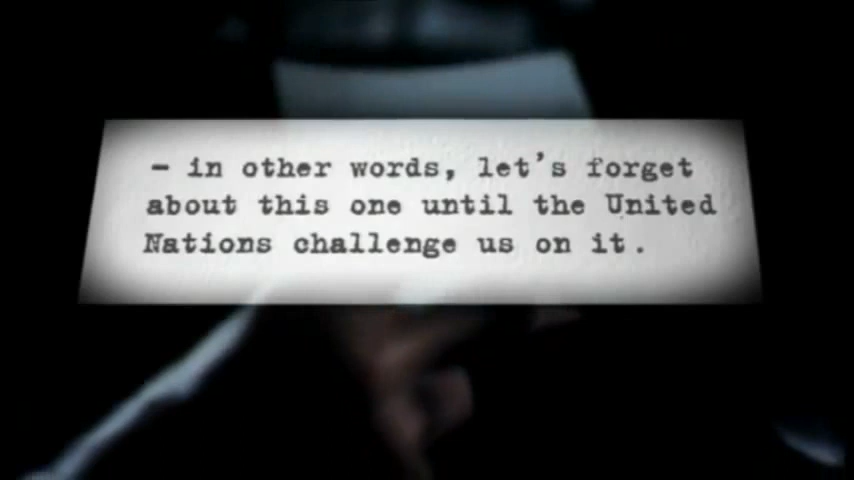 – in other words, let's forget
about this one until the United
Nations challenge us on it.